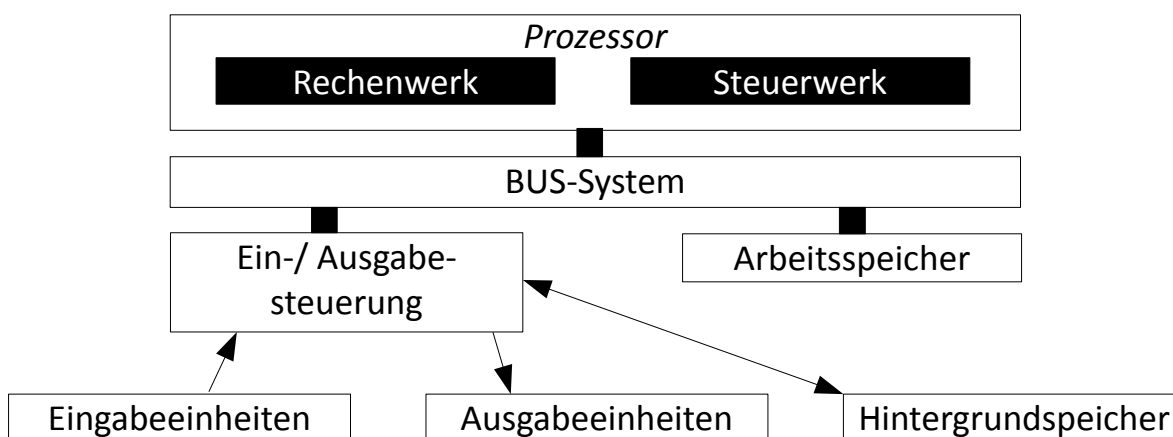 Prozessor
Rechenwerk
Steuerwerk
BUS-System
Ein-/ Ausgabe-
steuerung
Arbeitsspeicher
Eingabeeinheiten
Ausgabeeinheiten
Hintergrundspeicher